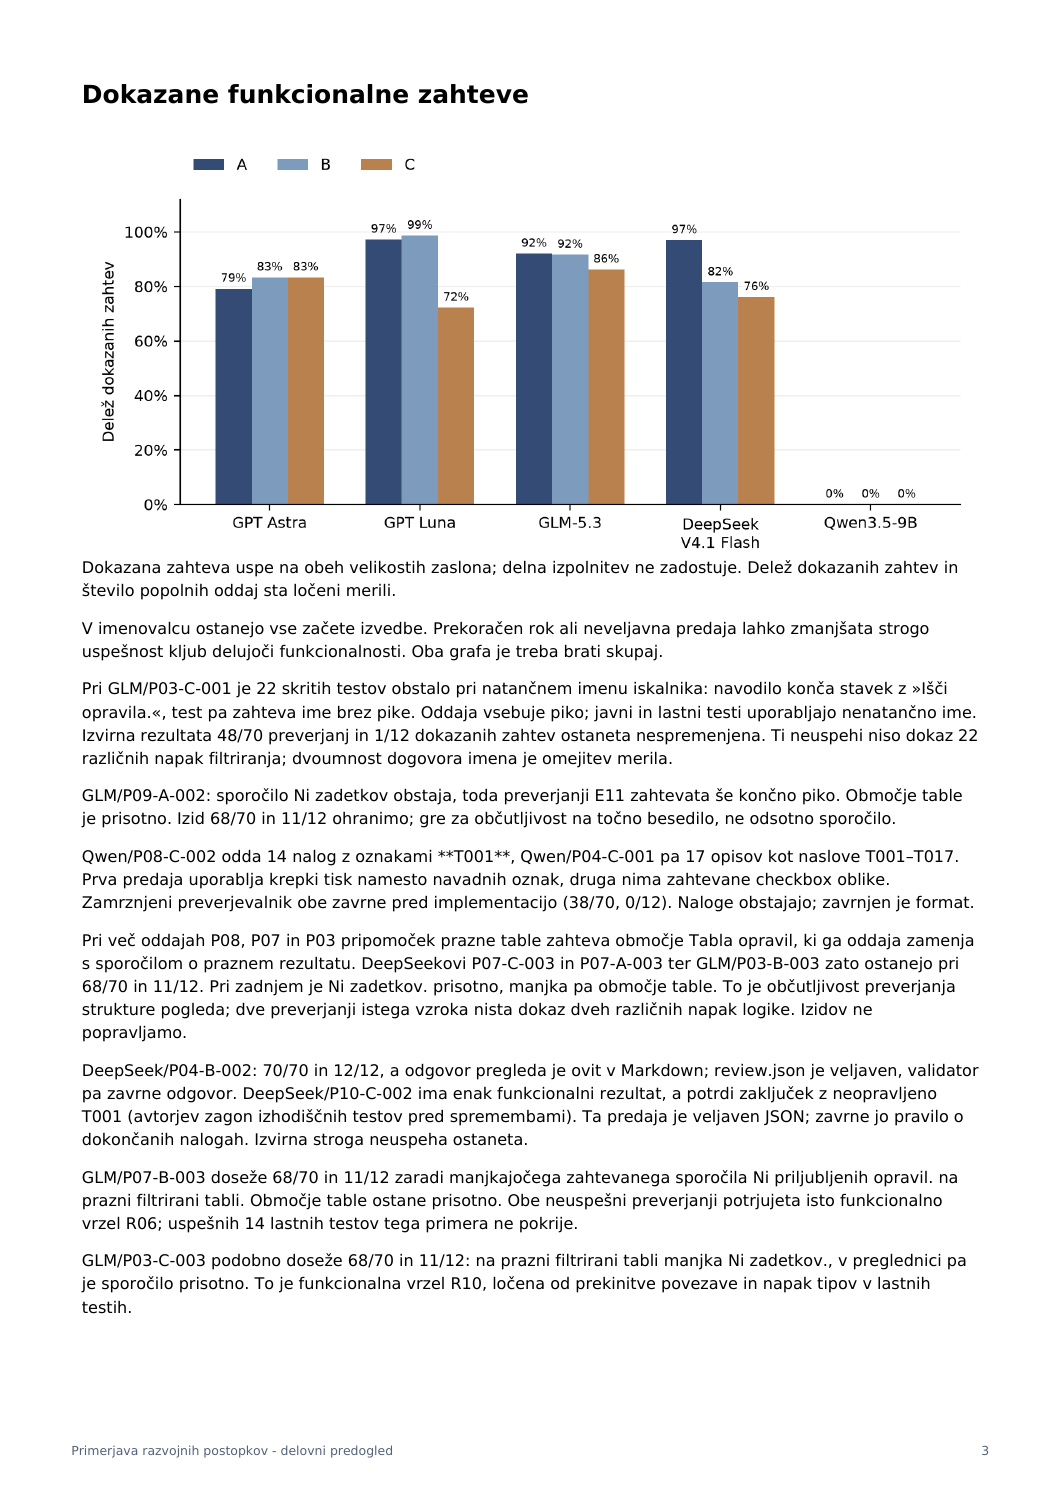 Dokazane funkcionalne zahteve
A B C
Delež dokazanih zahtev
100%
80%
60%
40%
20%
0%
79% 83% 83%
97% 99% 72%
92% 92% 86%
97% 82% 76%
0% 0% 0%
GPT Astra GPT Luna GLM-5.3 DeepSeek Qwen3.5-9B
V4.1 Flash
Dokazana zahteva uspe na obeh velikostih zaslona; delna izpolnitev ne zadostuje. Delež dokazanih zahtev in
število popolnih oddaj sta ločeni merili.
V imenovalcu ostanejo vse začete izvedbe. Prekoračen rok ali neveljavna predaja lahko zmanjšata strogo
uspešnost kljub delujoči funkcionalnosti. Oba grafa je treba brati skupaj.
Pri GLM/P03-C-001 je 22 skritih testov obstalo pri natančnem imenu iskalnika: navodilo konča stavek z »Išči
opravila.«, test pa zahteva ime brez pike. Oddaja vsebuje piko; javni in lastni testi uporabljajo nenatančno ime.
Izvirna rezultata 48/70 preverjanj in 1/12 dokazanih zahtev ostaneta nespremenjena. Ti neuspehi niso dokaz 22
različnih napak filtriranja; dvoumnost dogovora imena je omejitev merila.
GLM/P09-A-002: sporočilo Ni zadetkov obstaja, toda preverjanji E11 zahtevata še končno piko. Območje table
je prisotno. Izid 68/70 in 11/12 ohranimo; gre za občutljivost na točno besedilo, ne odsotno sporočilo.
Qwen/P08-C-002 odda 14 nalog z oznakami **T001**, Qwen/P04-C-001 pa 17 opisov kot naslove T001–T017.
Prva predaja uporablja krepki tisk namesto navadnih oznak, druga nima zahtevane checkbox oblike.
Zamrznjeni preverjevalnik obe zavrne pred implementacijo (38/70, 0/12). Naloge obstajajo; zavrnjen je format.
Pri več oddajah P08, P07 in P03 pripomoček prazne table zahteva območje Tabla opravil, ki ga oddaja zamenja
s sporočilom o praznem rezultatu. DeepSeekovi P07-C-003 in P07-A-003 ter GLM/P03-B-003 zato ostanejo pri
68/70 in 11/12. Pri zadnjem je Ni zadetkov. prisotno, manjka pa območje table. To je občutljivost preverjanja
strukture pogleda; dve preverjanji istega vzroka nista dokaz dveh različnih napak logike. Izidov ne
popravljamo.
DeepSeek/P04-B-002: 70/70 in 12/12, a odgovor pregleda je ovit v Markdown; review.json je veljaven, validator
pa zavrne odgovor. DeepSeek/P10-C-002 ima enak funkcionalni rezultat, a potrdi zaključek z neopravljeno
T001 (avtorjev zagon izhodiščnih testov pred spremembami). Ta predaja je veljaven JSON; zavrne jo pravilo o
dokončanih nalogah. Izvirna stroga neuspeha ostaneta.
GLM/P07-B-003 doseže 68/70 in 11/12 zaradi manjkajočega zahtevanega sporočila Ni priljubljenih opravil. na
prazni filtrirani tabli. Območje table ostane prisotno. Obe neuspešni preverjanji potrjujeta isto funkcionalno
vrzel R06; uspešnih 14 lastnih testov tega primera ne pokrije.
GLM/P03-C-003 podobno doseže 68/70 in 11/12: na prazni filtrirani tabli manjka Ni zadetkov., v preglednici pa
je sporočilo prisotno. To je funkcionalna vrzel R10, ločena od prekinitve povezave in napak tipov v lastnih
testih.
Primerjava razvojnih postopkov - delovni predogled 3